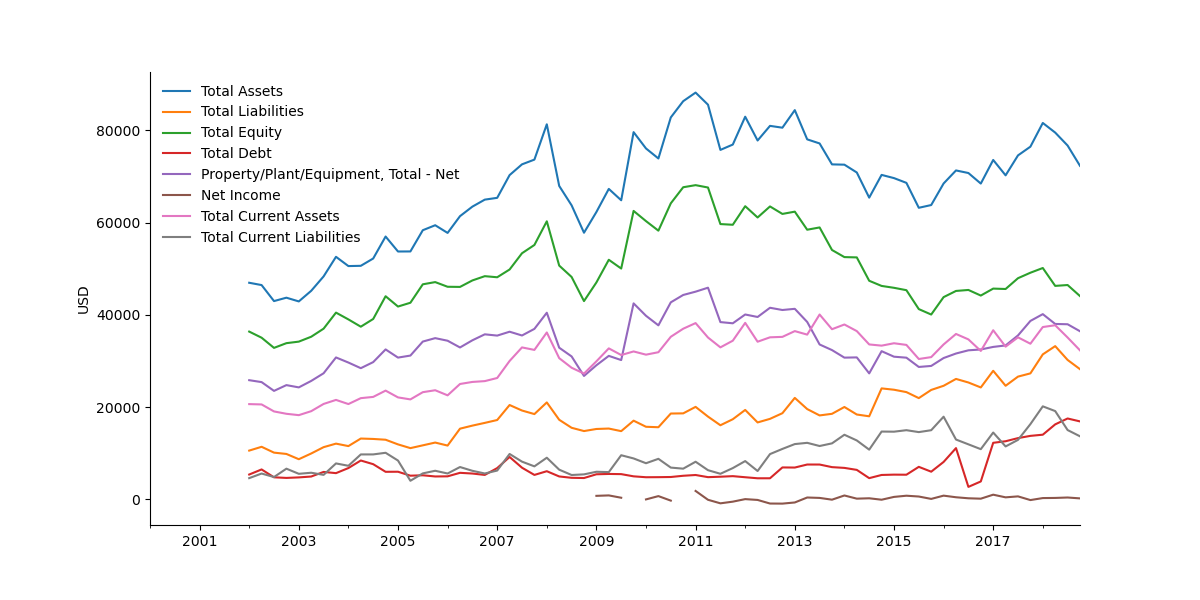 Total Assets
Total Liabilities
Total Equity
Total Debt
Property/Plant/Equipment, Total - Net
Net Income
Total Current Assets
Total Current Liabilities
USD
80000
60000
40000
20000
0
2001 2003 2005 2007 2009 2011 2013 2015 2017